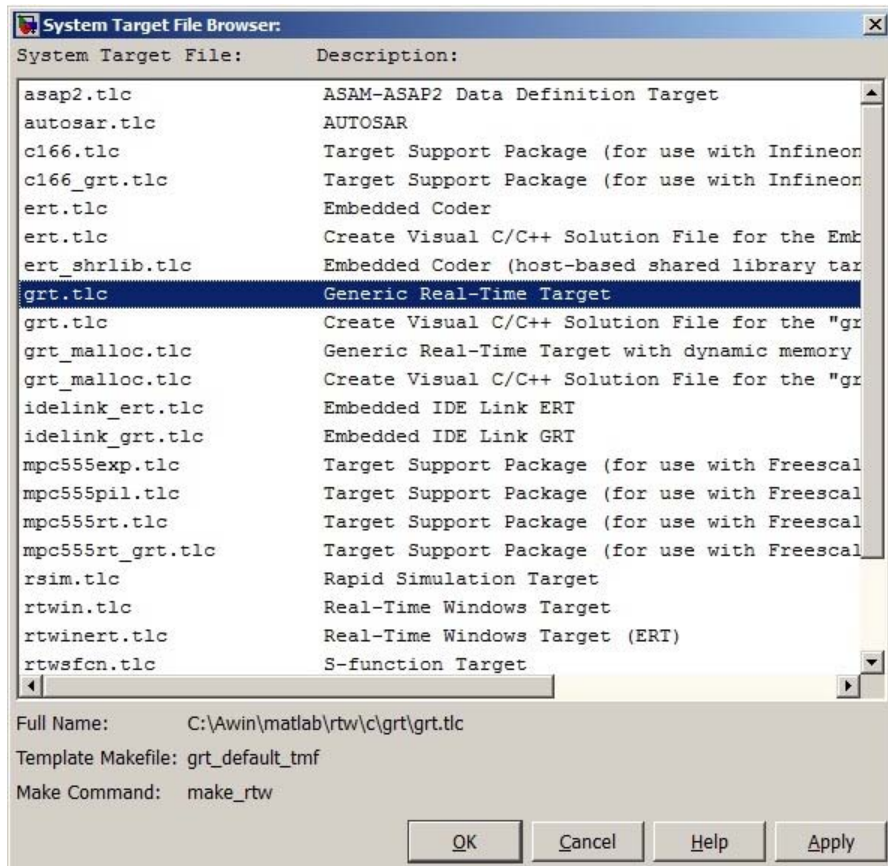 System Target File Browser:
System Target File: Description:
asap2.tlc ASAM-ASAP2 Data Definition Target
autosar.tlc AUTOSAR
c166.tlc Target Support Package (for use with Infineon
c166_grt.tlc Target Support Package (for use with Infineon
ert.tlc Embedded Coder
ert.tlc Create Visual C/C++ Solution File for the Emb
ert_shrlib.tlc Embedded Coder (host-based shared library tar
grt.tlc Generic Real-Time Target
grt.tlc Create Visual C/C++ Solution File for the "gr
grt_malloc.tlc Generic Real-Time Target with dynamic memory
grt_malloc.tlc Create Visual C/C++ Solution File for the "gr
idelink_ert.tlc Embedded IDE Link ERT
idelink_grt.tlc Embedded IDE Link GRT
mpc555exp.tlc Target Support Package (for use with Freescal
mpc555pil.tlc Target Support Package (for use with Freescal
mpc555rt.tlc Target Support Package (for use with Freescal
mpc555rt_grt.tlc Target Support Package (for use with Freescal
rsim.tlc Rapid Simulation Target
rtwin.tlc Real-Time Windows Target
rtwinert.tlc Real-Time Windows Target (ERT)
rtwsfcn.tlc S-function Target
Full Name: C:\Awin\matlab\rtw\c\grt\grt.tlc
Template Makefile: grt_default_tmf
Make Command: make_rtw
OK Cancel Help Apply